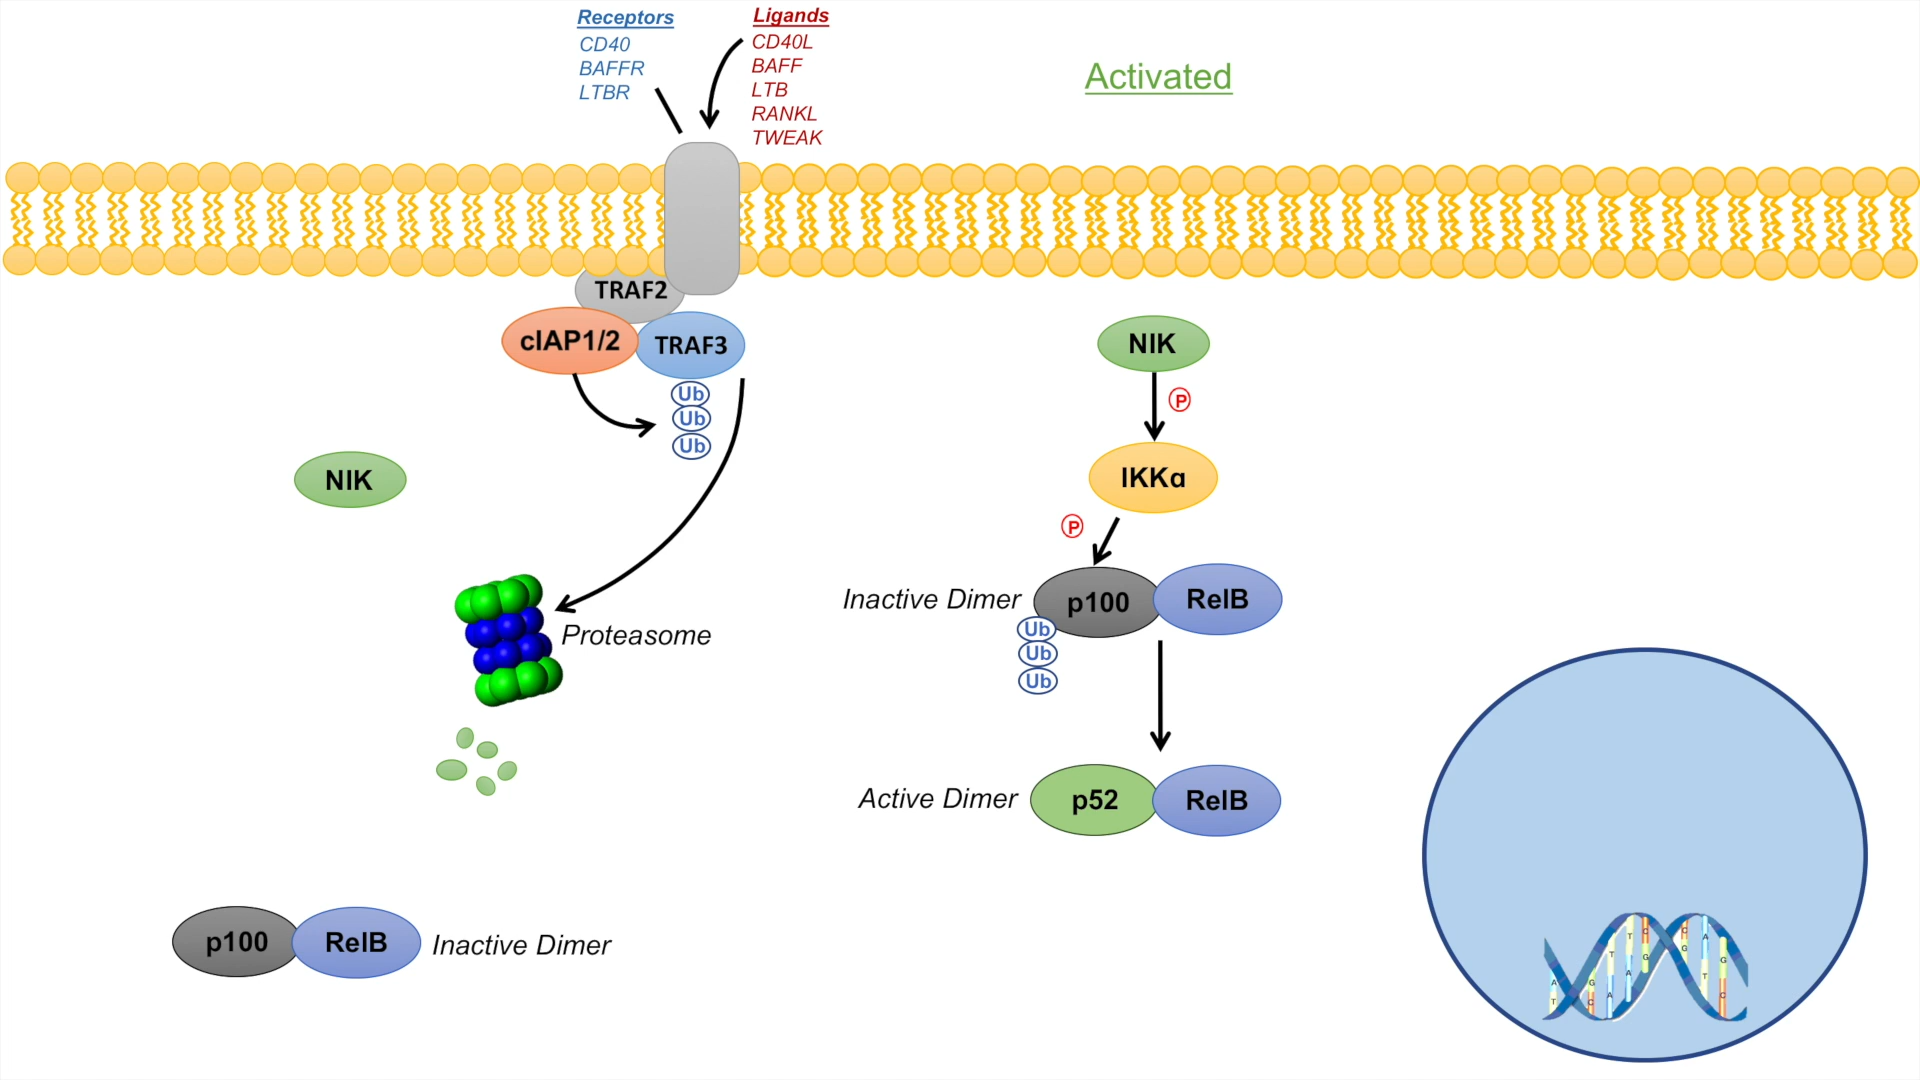 Receptors
CD40
BAFFR
LTBR
Ligands
CD40L
BAFF
LTB
RANKL
TWEAK
Activated
TRAF2
cIAP1/2
TRAF3
Ub
Ub
Ub
NIK
Proteasome
p100
RelB
Inactive Dimer
NIK
P
IKKɑ
P
Inactive Dimer
p100
RelB
Ub
Ub
Ub
Active Dimer
p52
RelB
A
T
G
C
T
A
T
A
C
G
C
G
A
T
G
C